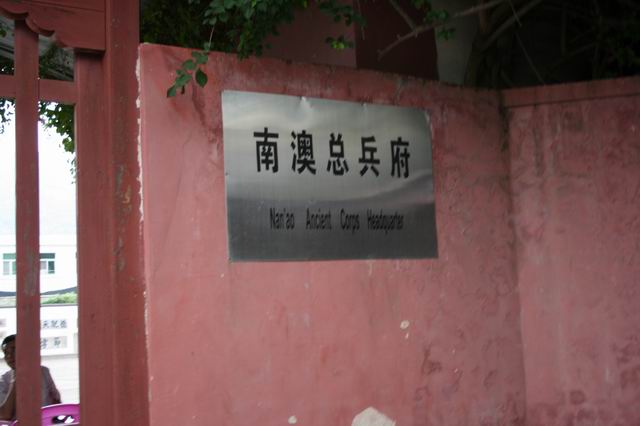 南澳总兵府
Nan'ao Ancient Corps Headquarter